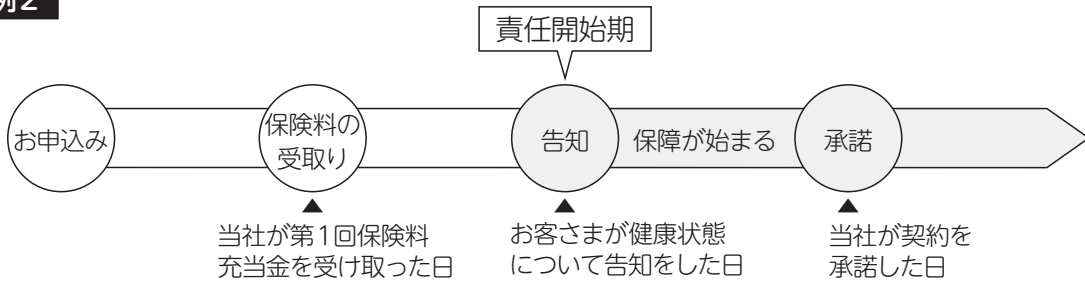 例2
責任開始期
お申込み
保険料の
受取り
告知
保障が始まる
承諾
当社が第1回保険料
充当金を受け取った日
お客さまが健康状態
について告知をした日
当社が契約を
承諾した日